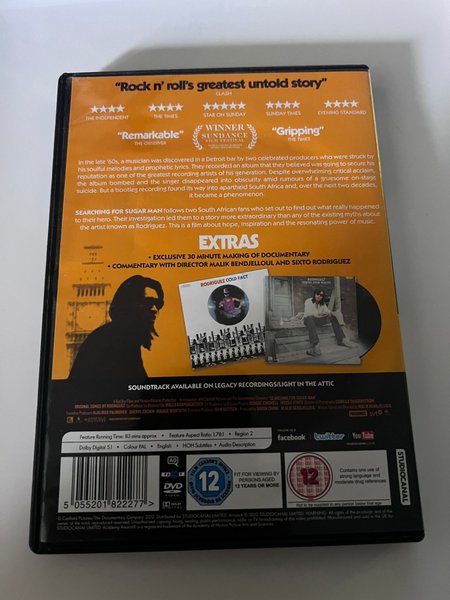 "Rock n' roll's greatest untold story"
CLASH
★★★★ ★★★★ ★★★★★ ★★★★ ★★★★
THE INDEPENDENT THE TIMES STAR ON SUNDAY SUNDAY TIMES EVENING STANDARD
"Remarkable" WINNER "Gripping"
THE OBSERVER SUNDANCE THE TIMES
FILM FESTIVAL
In the late '60s, a musician was discovered in a Detroit bar by two celebrated producers who were struck by
his soulful melodies and prophetic lyrics. They recorded an album that they believed was going to secure his
reputation as one of the greatest recording artists of his generation. Despite overwhelming critical acclaim,
the album bombed and the singer disappeared into obscurity amid rumours of a gruesome on-stage
suicide. But a bootleg recording found its way into apartheid South Africa and, over the next two decades,
it became a phenomenon.
SEARCHING FOR SUGAR MAN follows two South African fans who set out to find out what really happened
to their hero. Their investigation led them to a story more extraordinary than any of the existing myths about
the artist known as Rodriguez. This is a film about hope, inspiration and the resonating power of music.
EXTRAS
• EXCLUSIVE 30 MINUTE MAKING OF DOCUMENTARY
• COMMENTARY WITH DIRECTOR MALIK BENDJELLOUL AND SIXTO RODRIGUEZ
RODRIGUEZ COLD FACT
RODRIGUEZ
SOUNDTRACK AVAILABLE ON LEGACY RECORDINGS/LIGHT IN THE ATTIC
Feature Running Time: 83 mins approx Feature Aspect Ratio: 1.78:1 Region 2
Dolby Digital 5.1 Colour PAL English HOH Subtitles Audio-Description
facebook twitter YouTube
5 055201 822277 >
DVD
VIDEO
12
FIT FOR VIEWING BY
PERSONS AGED
12 YEARS OR MORE
12
Contains one use of
strong language and
moderate drug references
Not to be supplied to any person below that age
STUDIOCANAL